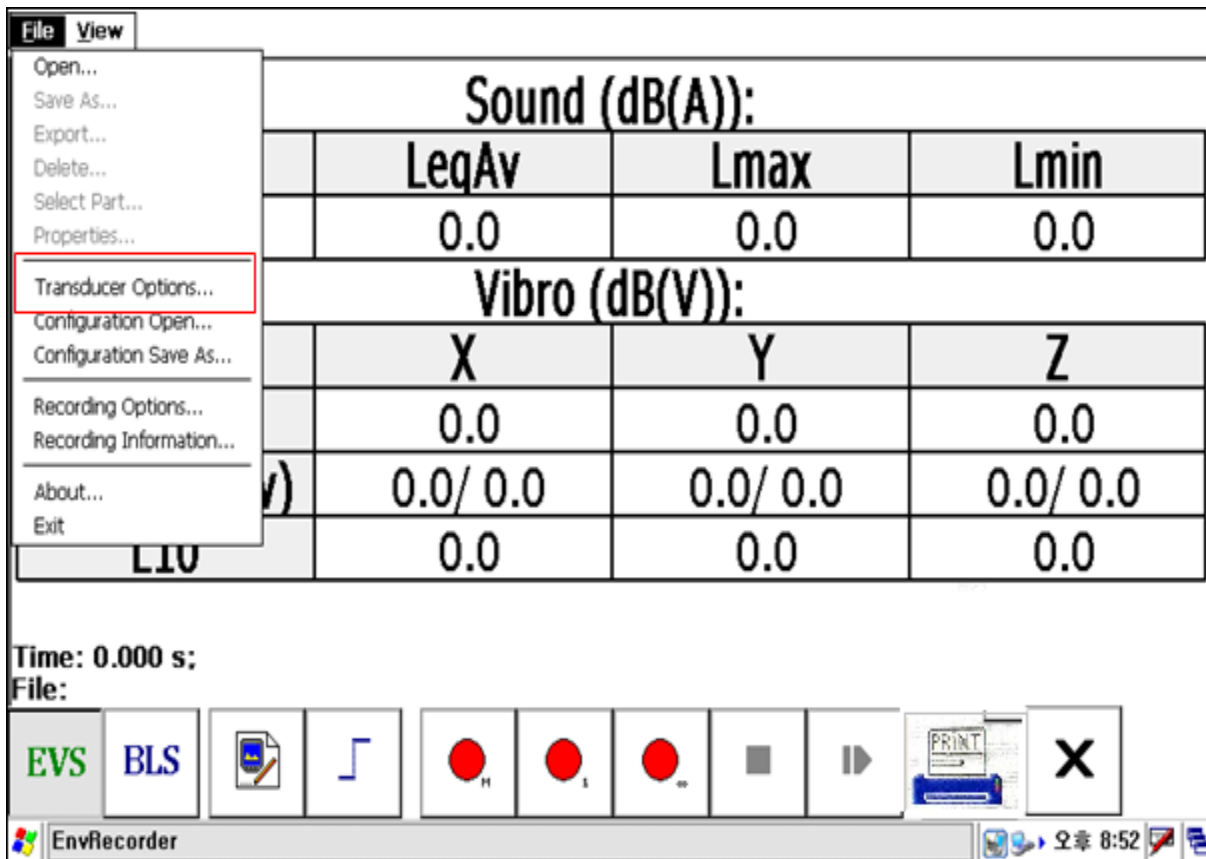 File View
Open...
Save As...
Export...
Delete...
Select Part...
Properties...
Transducer Options...
Configuration Open...
Configuration Save As...
Recording Options...
Recording Information...
About...
Exit
Sound (dB(A)):
LeqAv Lmax Lmin
0.0 0.0 0.0
Vibro (dB(V)):
X Y Z
0.0 0.0 0.0
0.0/ 0.0 0.0/ 0.0 0.0/ 0.0
L10 0.0 0.0 0.0
Time: 0.000 s;
File:
EVS BLS M 1 ∞ PRINT X
EnvRecorder 오후 8:52